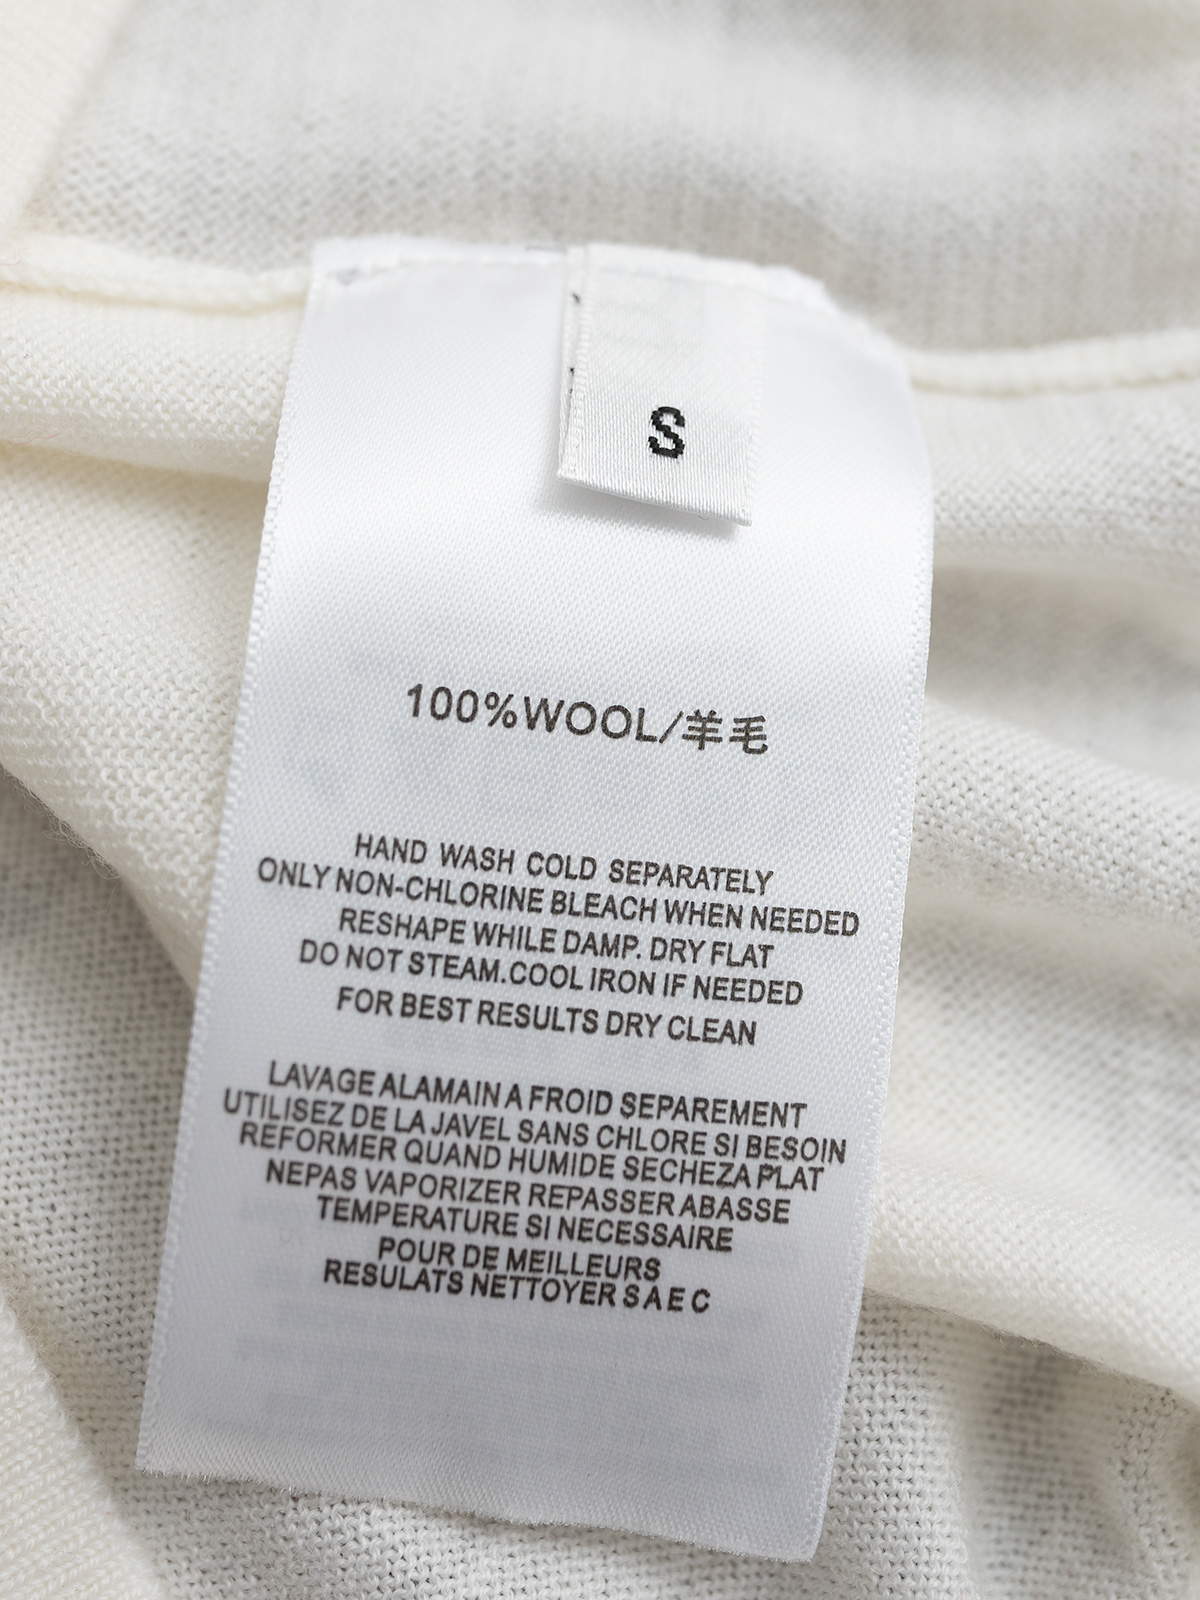 S
100%WOOL/羊毛
HAND WASH COLD SEPARATELY
ONLY NON-CHLORINE BLEACH WHEN NEEDED
RESHAPE WHILE DAMP. DRY FLAT
DO NOT STEAM.COOL IRON IF NEEDED
FOR BEST RESULTS DRY CLEAN
LAVAGE ALAMAIN A FROID SEPAREMENT
UTILISEZ DE LA JAVEL SANS CHLORE SI BESOIN
REFORMER QUAND HUMIDE SECHEZA PLAT
NEPAS VAPORIZER REPASSER ABASSE
TEMPERATURE SI NECESSAIRE
POUR DE MEILLEURS
RESULATS NETTOYER S A E C